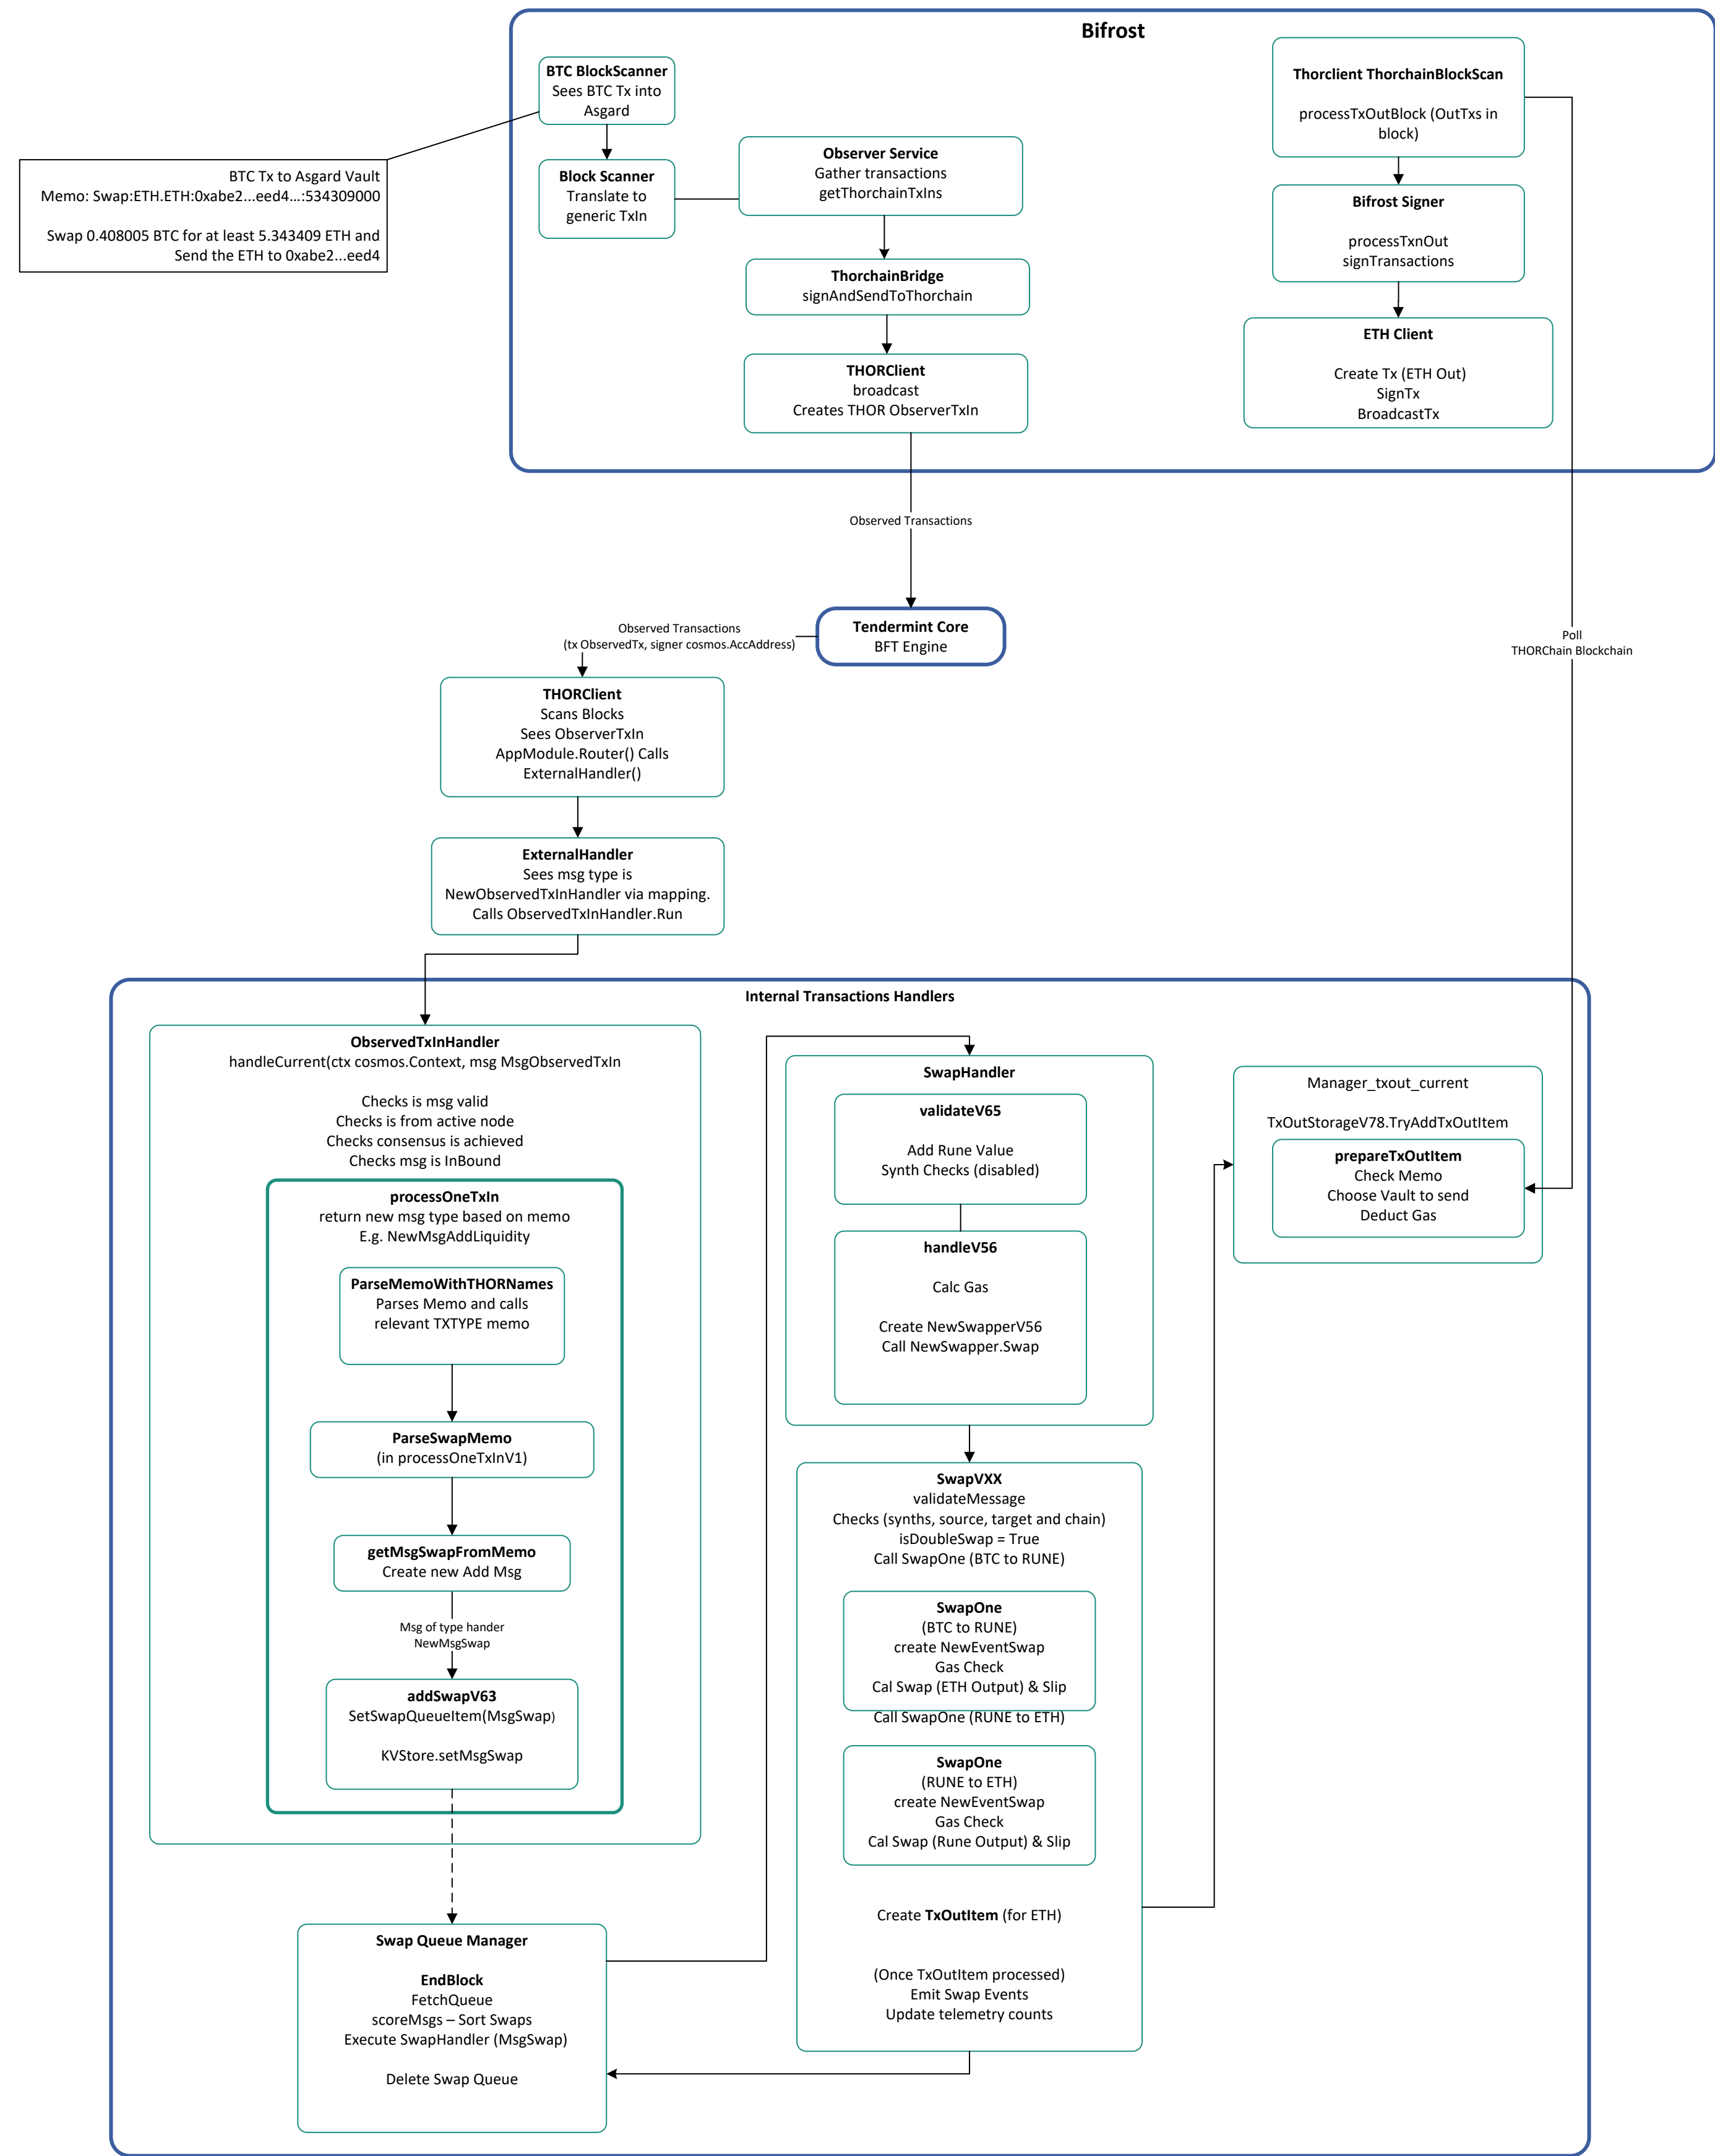 Bifrost
BTC BlockScanner
Sees BTC Tx into
Asgard
BTC Tx to Asgard Vault
Memo: Swap:ETH.ETH:0xabe2...eed4...:534309000
Swap 0.408005 BTC for at least 5.343409 ETH and
Send the ETH to 0xabe2...eed4
Block Scanner
Translate to
generic TxIn
Observer Service
Gather transactions
getThorchainTxIns
ThorchainBridge
signAndSendToThorchain
THORClient
broadcast
Creates THOR ObserverTxIn
Thorclient ThorchainBlockScan
processTxOutBlock (OutTxs in
block)
Bifrost Signer
processTxnOut
signTransactions
ETH Client
Create Tx (ETH Out)
SignTx
BroadcastTx
Observed Transactions
Tendermint Core
BFT Engine
Observed Transactions
(tx ObservedTx, signer cosmos.AccAddress)
Poll
THORChain Blockchain
THORClient
Scans Blocks
Sees ObserverTxIn
AppModule.Router() Calls
ExternalHandler()
ExternalHandler
Sees msg type is
NewObservedTxInHandler via mapping.
Calls ObservedTxInHandler.Run
Internal Transactions Handlers
ObservedTxInHandler
handleCurrent(ctx cosmos.Context, msg MsgObservedTxIn
Checks is msg valid
Checks is from active node
Checks consensus is achieved
Checks msg is InBound
processOneTxIn
return new msg type based on memo
E.g. NewMsgAddLiquidity
ParseMemoWithTHORNames
Parses Memo and calls
relevant TXTYPE memo
ParseSwapMemo
(in processOneTxInV1)
getMsgSwapFromMemo
Create new Add Msg
Msg of type hander
NewMsgSwap
addSwapV63
SetSwapQueueItem(MsgSwap)
KVStore.setMsgSwap
Swap Queue Manager
EndBlock
FetchQueue
scoreMsgs – Sort Swaps
Execute SwapHandler (MsgSwap)
Delete Swap Queue
SwapHandler
validateV65
Add Rune Value
Synth Checks (disabled)
handleV56
Calc Gas
Create NewSwapperV56
Call NewSwapper.Swap
SwapVXX
validateMessage
Checks (synths, source, target and chain)
isDoubleSwap = True
Call SwapOne (BTC to RUNE)
SwapOne
(BTC to RUNE)
create NewEventSwap
Gas Check
Cal Swap (ETH Output) & Slip
Call SwapOne (RUNE to ETH)
SwapOne
(RUNE to ETH)
create NewEventSwap
Gas Check
Cal Swap (Rune Output) & Slip
Create TxOutItem (for ETH)
(Once TxOutItem processed)
Emit Swap Events
Update telemetry counts
Manager_txout_current
TxOutStorageV78.TryAddTxOutItem
prepareTxOutItem
Check Memo
Choose Vault to send
Deduct Gas